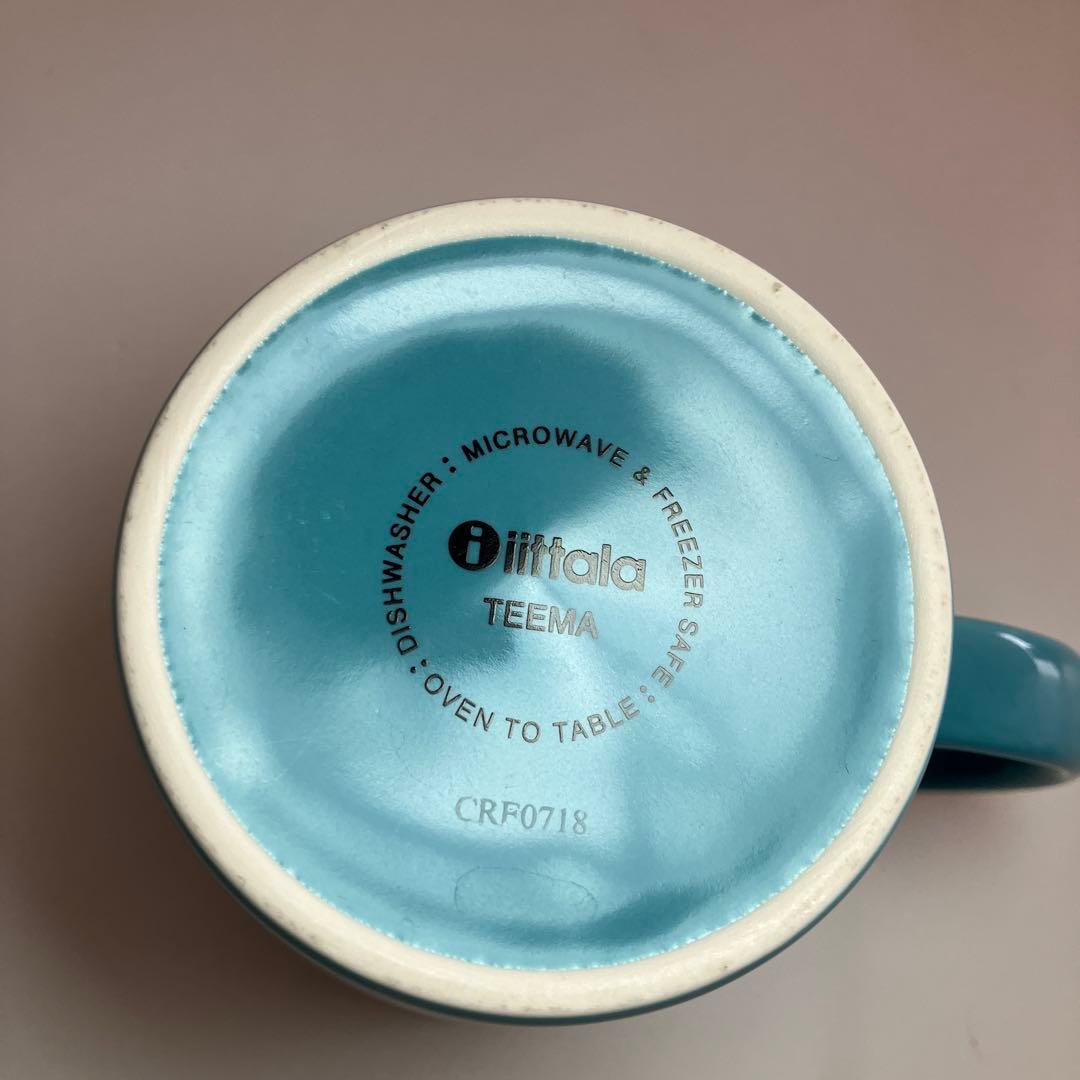 DISHWASHER : MICROWAVE & FREEZER SAFE : OVEN TO TABLE :
i iittala
TEEMA
CRF0718